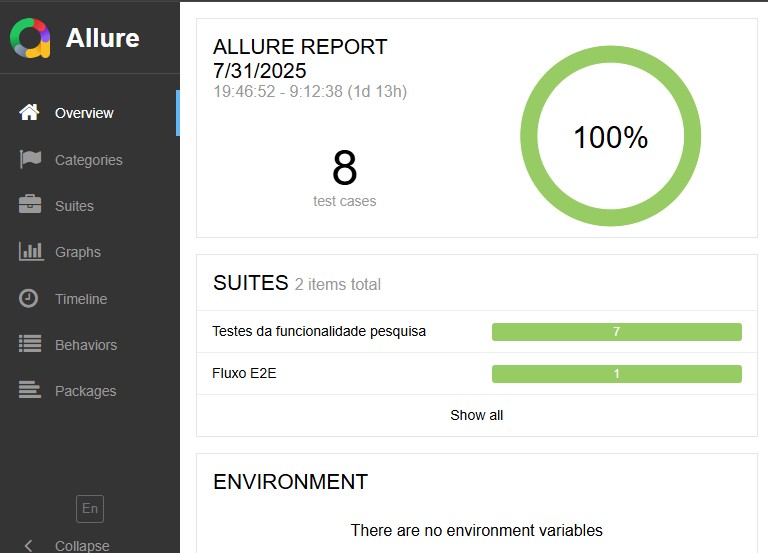 Allure
Overview
Categories
Suites
Graphs
Timeline
Behaviors
Packages
En
Collapse
ALLURE REPORT
7/31/2025
19:46:52 - 9:12:38 (1d 13h)
8
test cases
100%
SUITES 2 items total
Testes da funcionalidade pesquisa 7
Fluxo E2E 1
Show all
ENVIRONMENT
There are no environment variables